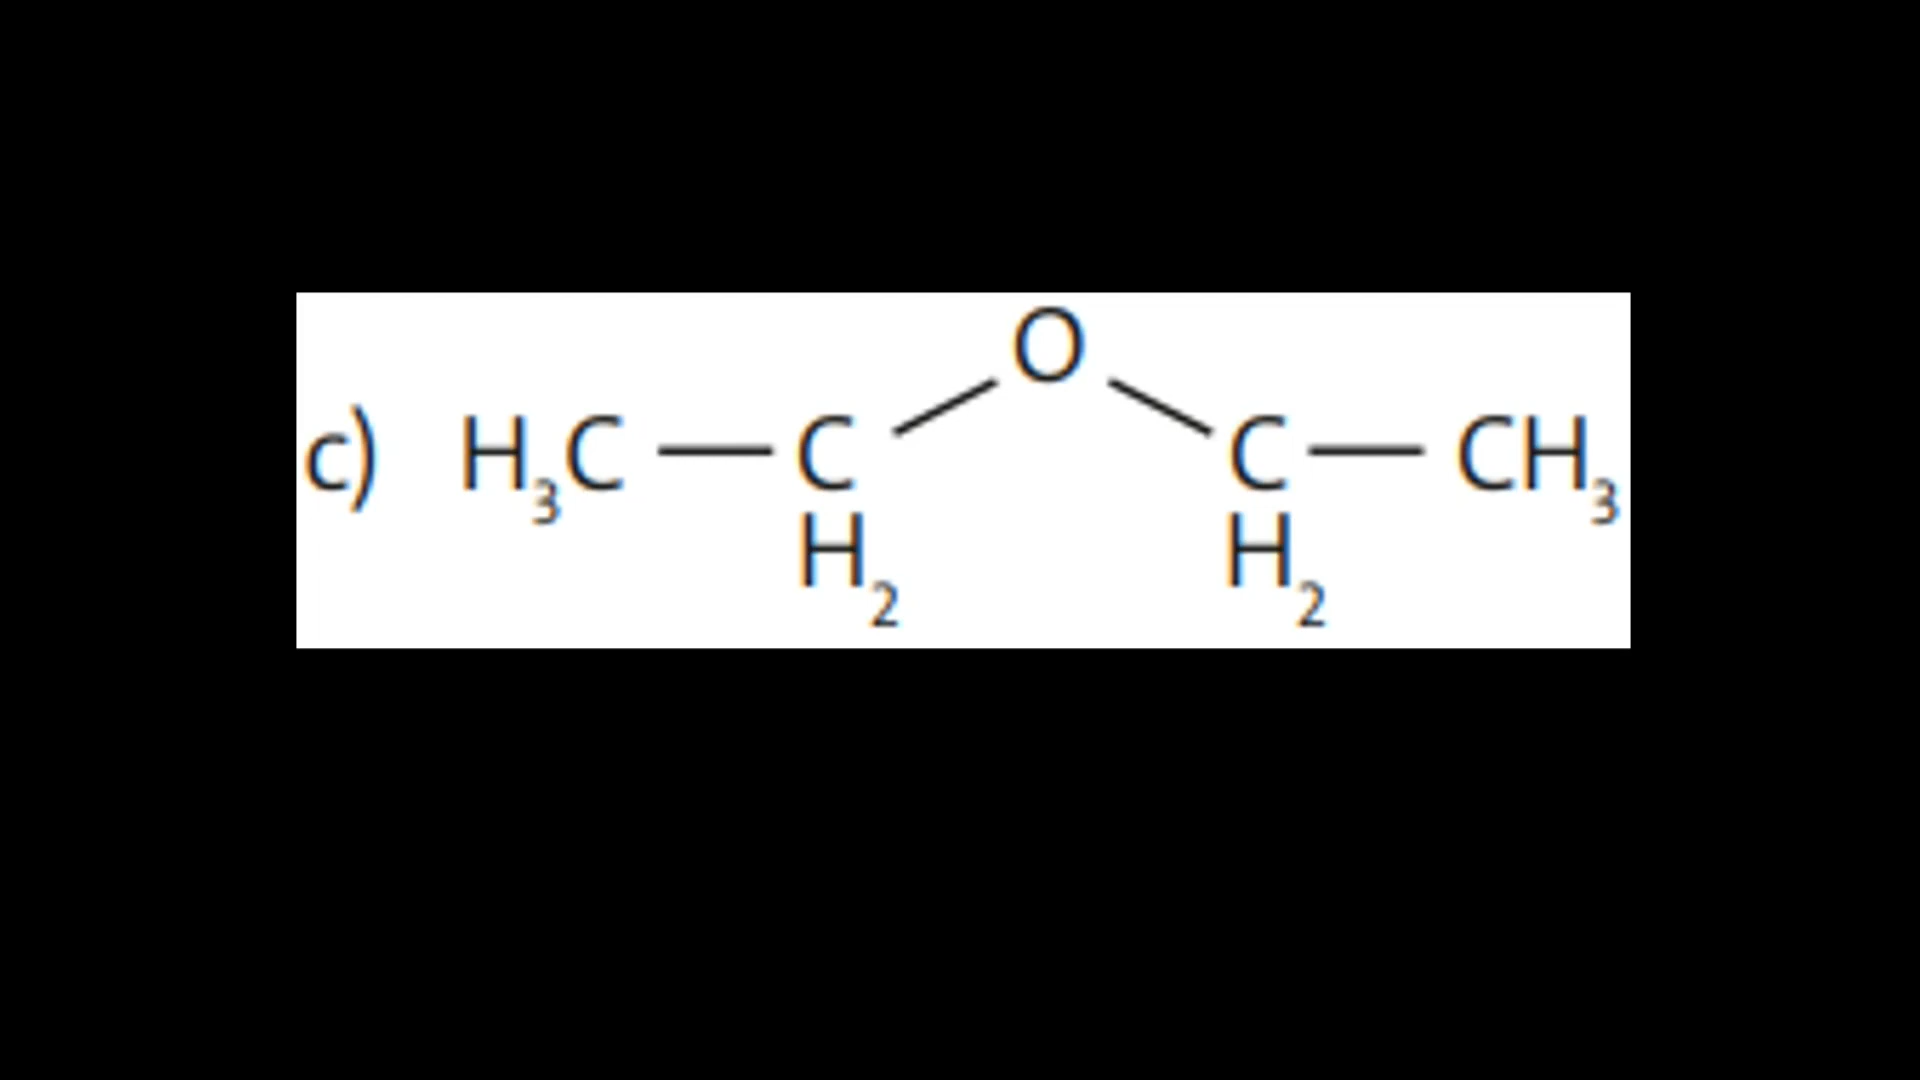 O
c) H₃C — C C — CH₃
H₂ H₂